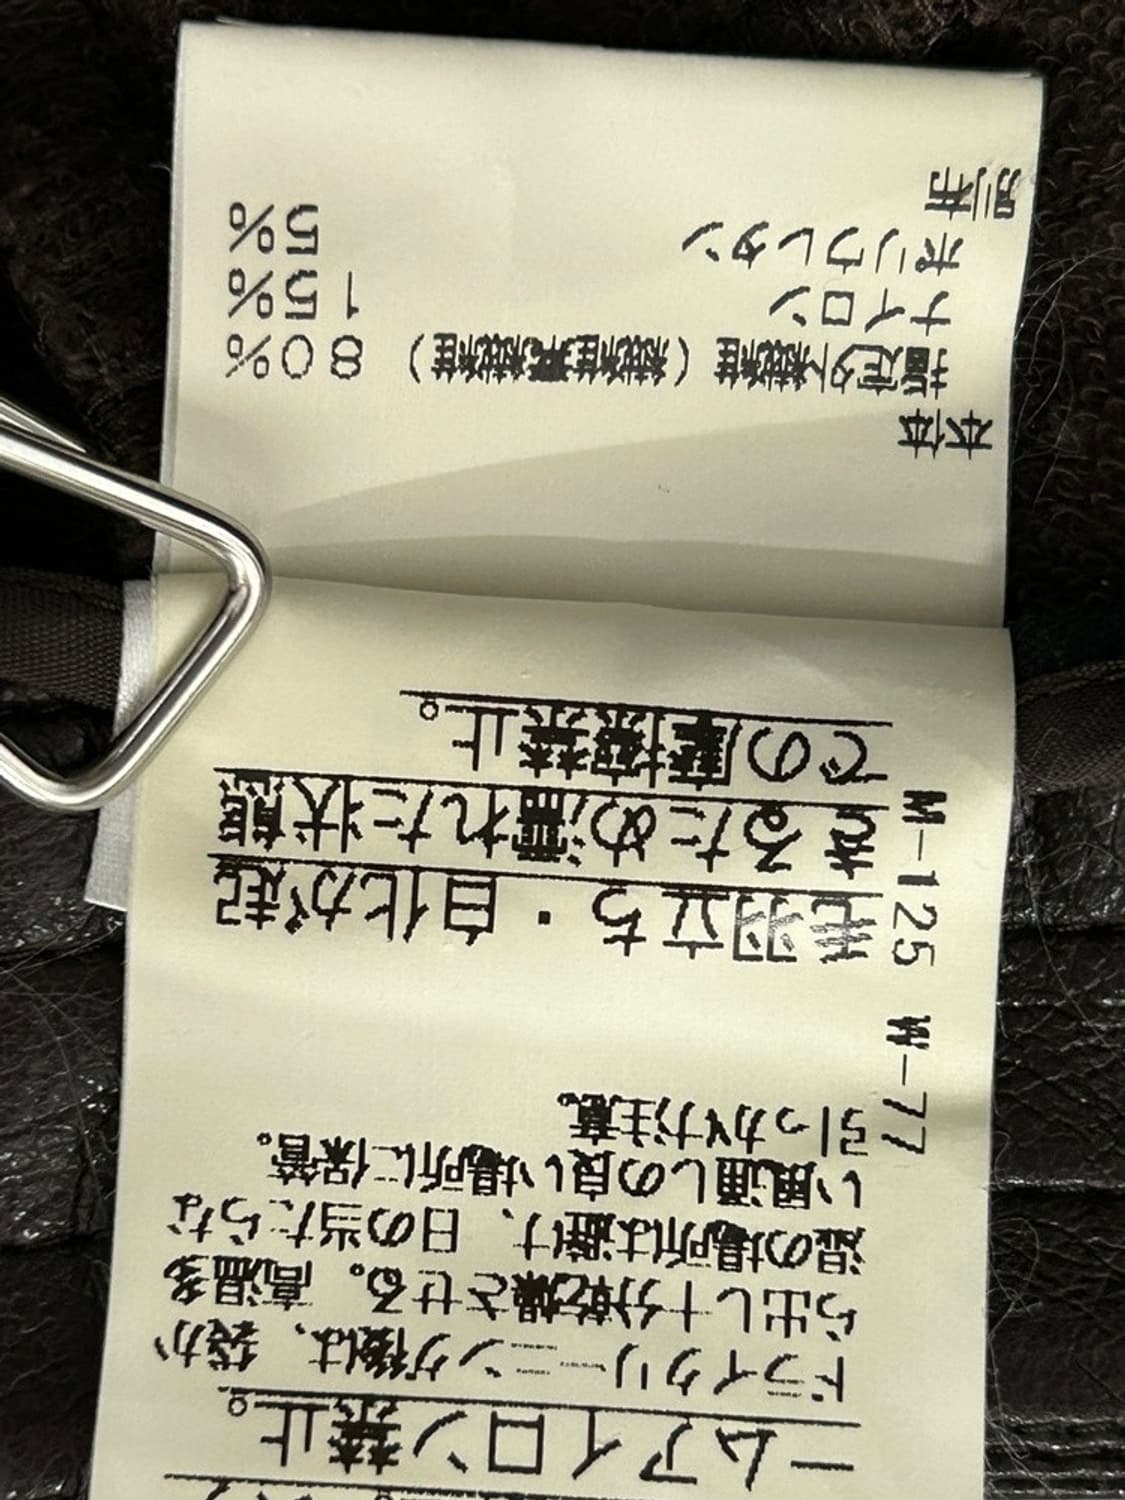 ームアイロン禁止。
ドライクリーニング後は、袋か
ら出し十分乾燥させる。高温多
湿の場所は避け、日の当たらな
い風通しの良い場所に保管。
引っかけ注意。
毛羽立ち・白化が起
るため濡れた状態
での摩擦禁止。
M-125 W-77
本体
80%
ナイロン 15%
ポリウレタン 5%
別布